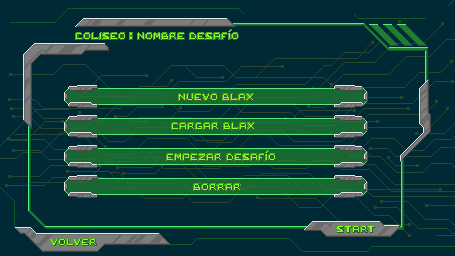 COLISEO : NOMBRE DESAFÍO
NUEVO BLAX
CARGAR BLAX
EMPEZAR DESAFÍO
BORRAR
START
VOLVER